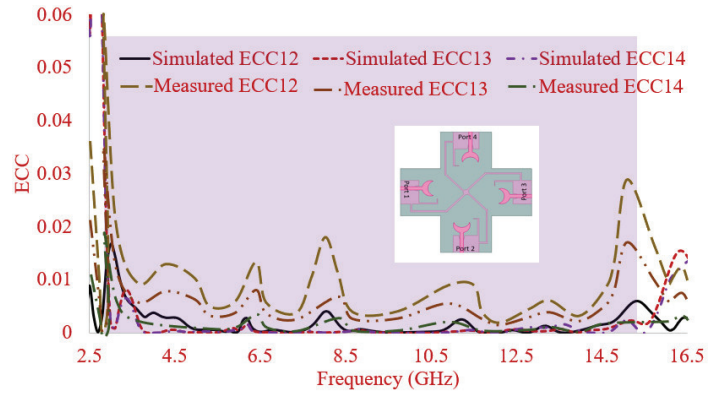 0.06
Simulated ECC12 Simulated ECC13 Simulated ECC14
0.05
Measured ECC12 Measured ECC13 Measured ECC14
0.04
Port 4
0.03
ECC
Port 1
Port 3
0.02
Port 2
0.01
0
2.5 4.5 6.5 8.5 10.5 12.5 14.5 16.5
Frequency (GHz)